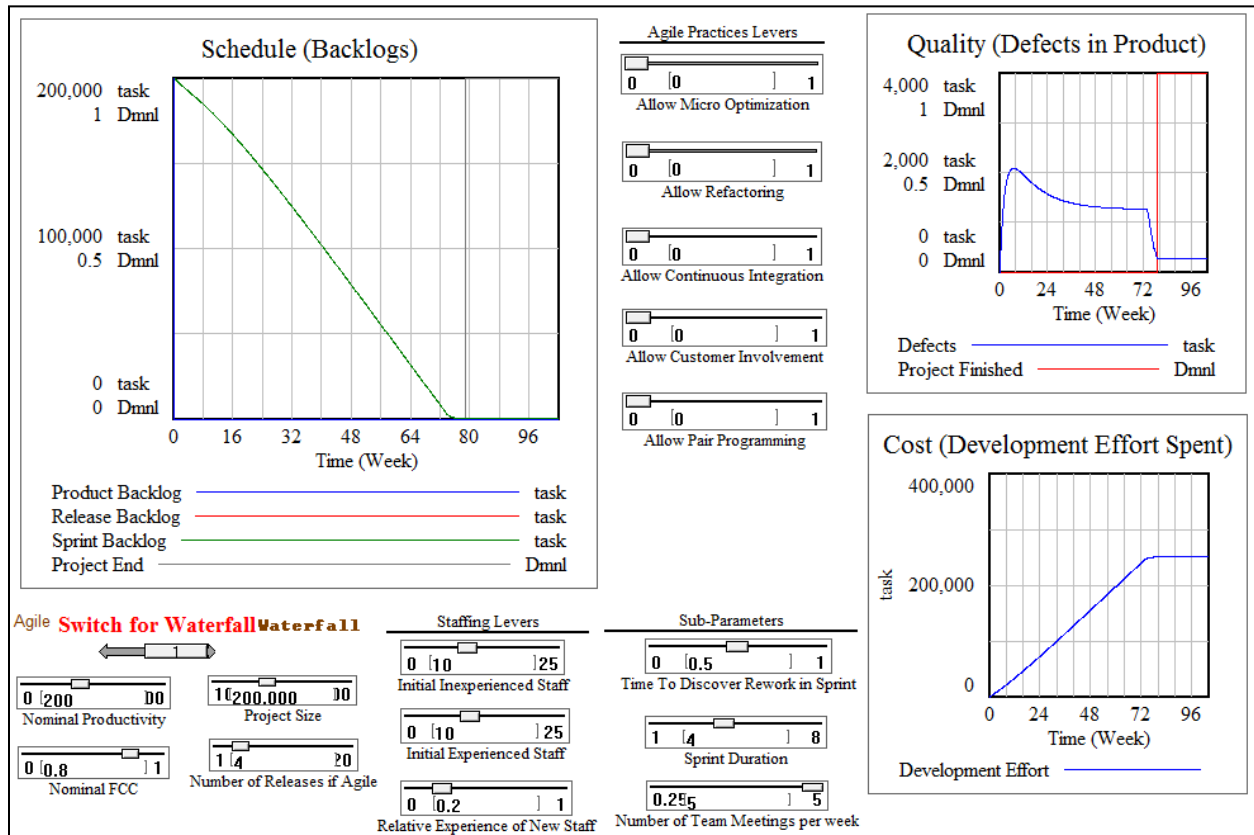 Schedule (Backlogs)
200,000 task
1 Dmnl
100,000 task
0.5 Dmnl
0 task
0 Dmnl
0 16 32 48 64 80 96
Time (Week)
Product Backlog task
Release Backlog task
Sprint Backlog task
Project End Dmnl
Agile Practices Levers
0 [0 ] 1
Allow Micro Optimization
0 [0 ] 1
Allow Refactoring
0 [0 ] 1
Allow Continuous Integration
0 [0 ] 1
Allow Customer Involvement
0 [0 ] 1
Allow Pair Programming
Quality (Defects in Product)
4,000 task
1 Dmnl
2,000 task
0.5 Dmnl
0 task
0 Dmnl
0 24 48 72 96
Time (Week)
Defects task
Project Finished Dmnl
Cost (Development Effort Spent)
400,000
200,000
0
task
0 24 48 72 96
Time (Week)
Development Effort
Agile Switch for Waterfall Waterfall
1
0 [200 ]00
Nominal Productivity
0 [0.8 ] 1
Nominal FCC
10[200.000 ]00
Project Size
1 [4 ]20
Number of Releases if Agile
Staffing Levers
0 [10 ]25
Initial Inexperienced Staff
0 [10 ]25
Initial Experienced Staff
0 [0.2 ] 1
Relative Experience of New Staff
Sub-Parameters
0 [0.5 ] 1
Time To Discover Rework in Sprint
1 [4 ] 8
Sprint Duration
0.25[5 ] 5
Number of Team Meetings per week